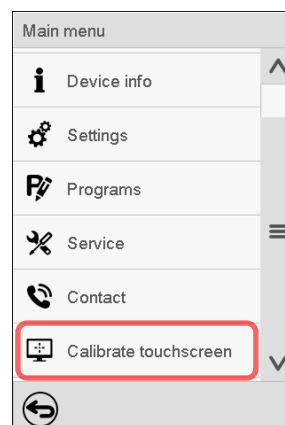 Main menu
Device info
Settings
Programs
Service
Contact
Calibrate touchscreen